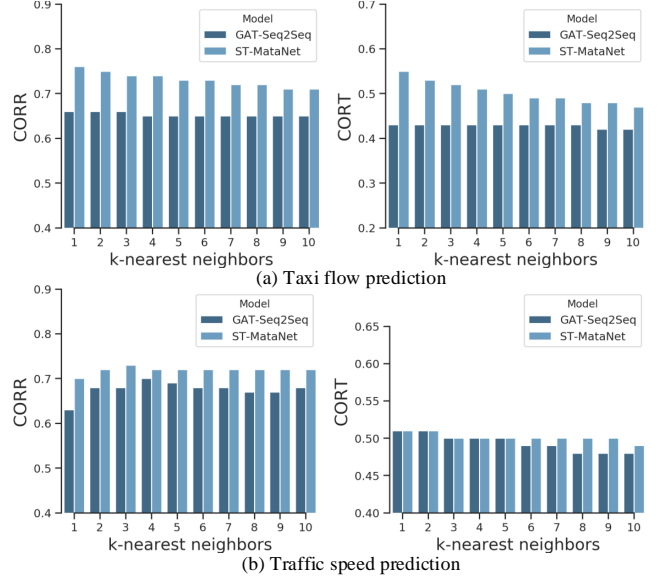 0.9
0.8
0.7
0.6
0.5
0.4
CORR
Model
GAT-Seq2Seq
ST-MataNet
1 2 3 4 5 6 7 8 9 10
k-nearest neighbors
0.7
0.6
0.5
0.4
0.3
0.2
CORT
Model
GAT-Seq2Seq
ST-MataNet
1 2 3 4 5 6 7 8 9 10
k-nearest neighbors
(a) Taxi flow prediction
0.9
0.8
0.7
0.6
0.5
0.4
CORR
Model
GAT-Seq2Seq
ST-MataNet
1 2 3 4 5 6 7 8 9 10
k-nearest neighbors
0.65
0.60
0.55
0.50
0.45
0.40
CORT
Model
GAT-Seq2Seq
ST-MataNet
1 2 3 4 5 6 7 8 9 10
k-nearest neighbors
(b) Traffic speed prediction